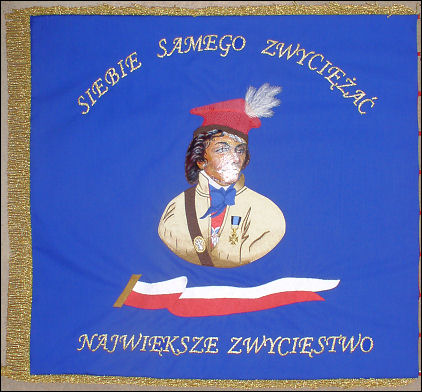 SIEBIE SAMEGO ZWYCIĘŻAĆ
NAJWIĘKSZE ZWYCIĘSTWO